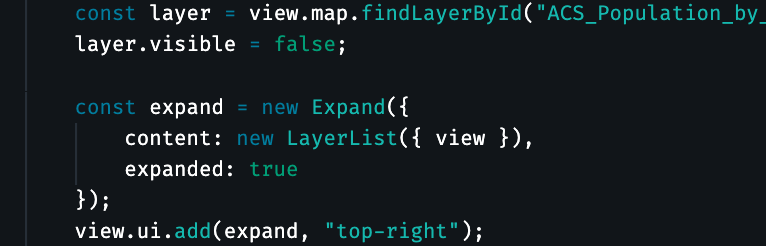 const layer = view.map.findLayerById("ACS_Population_by_
layer.visible = false;
const expand = new Expand({
content: new LayerList({ view }),
expanded: true
});
view.ui.add(expand, "top-right");